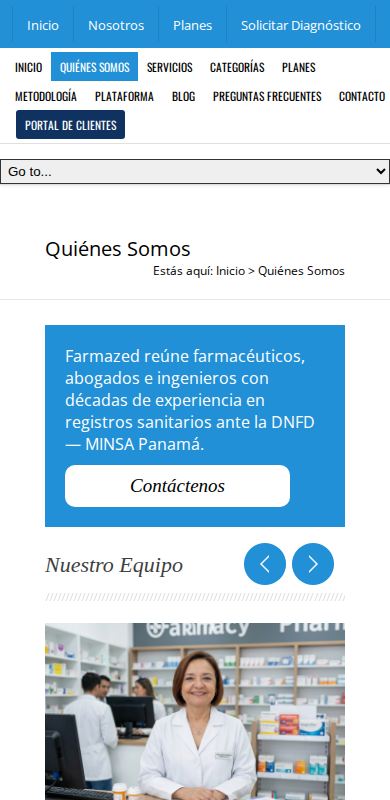 Inicio Nosotros Planes Solicitar Diagnóstico
INICIO QUIÉNES SOMOS SERVICIOS CATEGORÍAS PLANES
METODOLOGÍA PLATAFORMA BLOG PREGUNTAS FRECUENTES CONTACTO
PORTAL DE CLIENTES
Go to...
Quiénes Somos
Estás aquí: Inicio > Quiénes Somos
Farmazed reúne farmacéuticos,
abogados e ingenieros con
décadas de experiencia en
registros sanitarios ante la DNFD
— MINSA Panamá.
Contáctenos
Nuestro Equipo